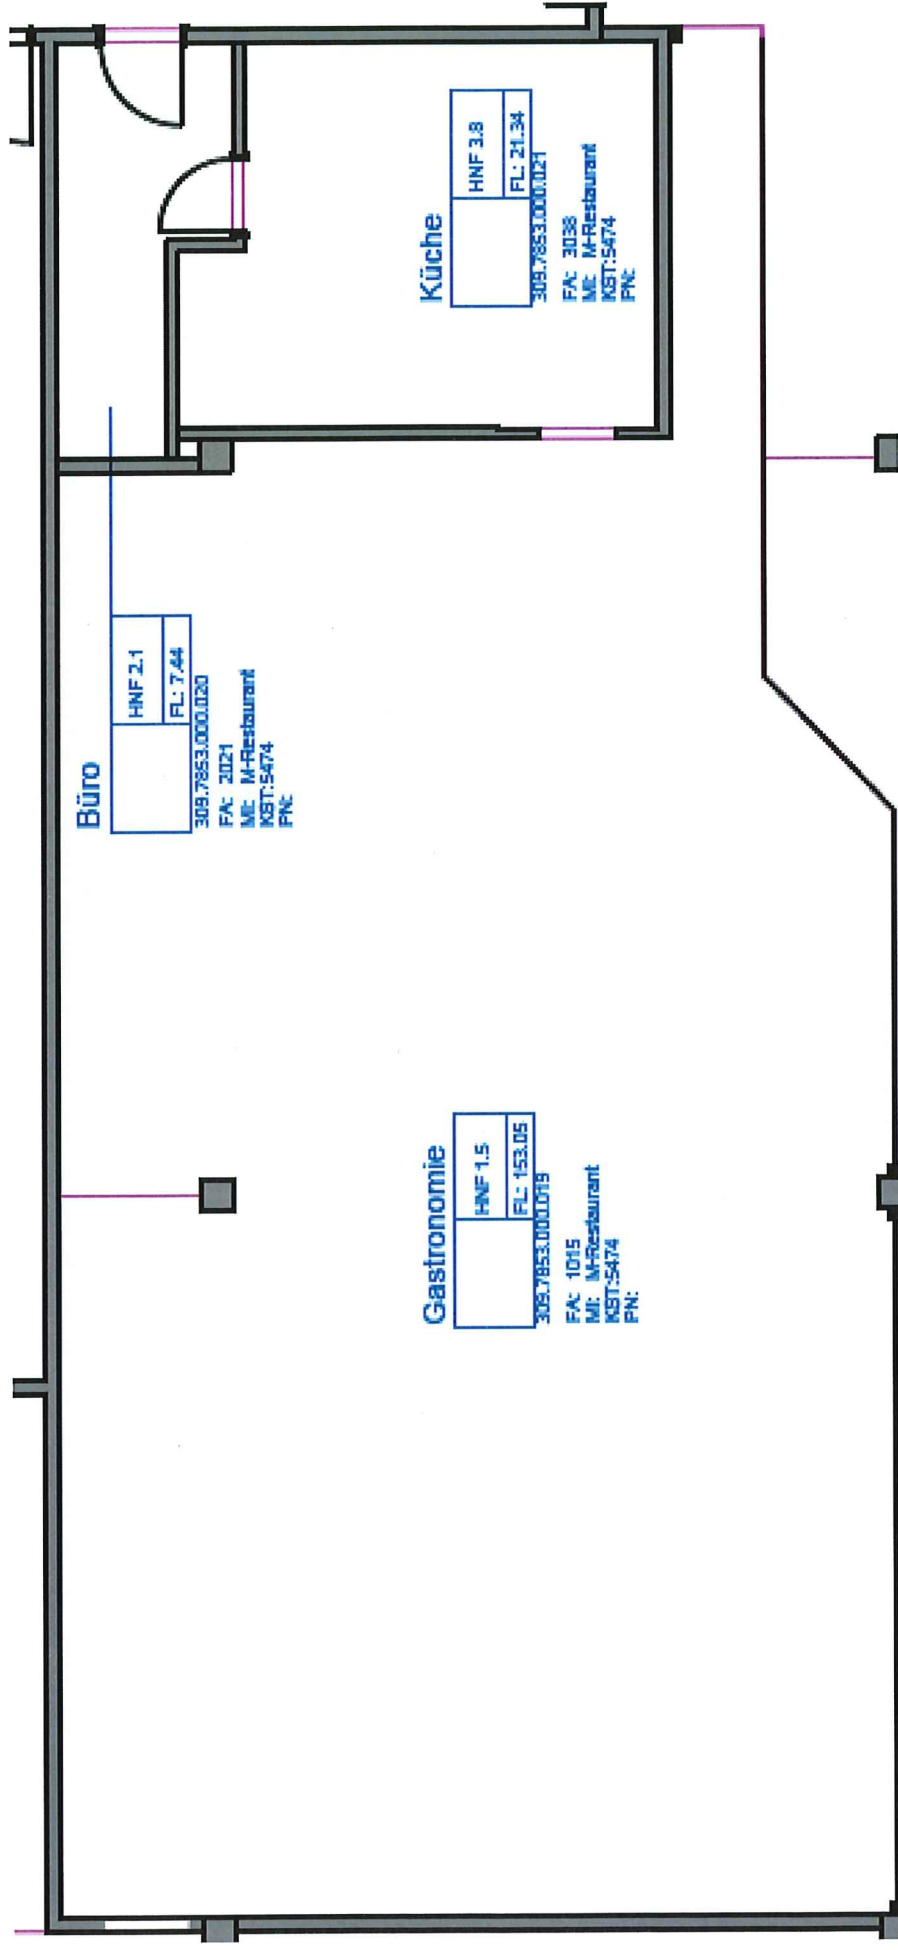 Büro
HNF 2.1
FL: 7.44
309.7853.000.020
FA: 2021
MI: M-Restaurant
KST:5474
PN:
Küche
HNF 3.8
FL: 21.34
309.7853.000.021
FA: 3038
MI: M-Restaurant
KST:5474
PN:
Gastronomie
HNF 1.5
FL: 153.05
309.7853.000.019
FA: 1015
MI: M-Restaurant
KST:5474
PN: